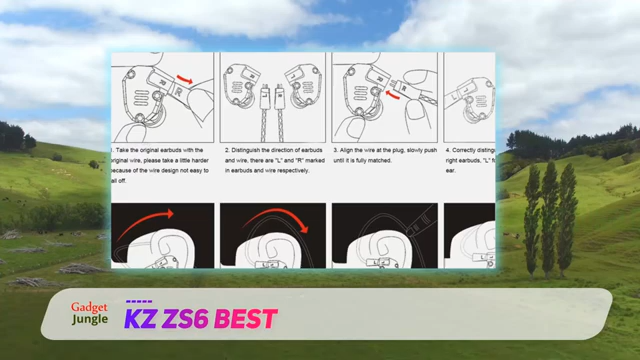 1. Take the original earbuds with the
original wire, please take a little harder
because of the wire design not easy to
fall off.
2. Distinguish the direction of earbuds
and wire, there are "L" and "R" marked
in earbuds and wire respectively.
3. Align the wire at the plug, slowly push
until it is fully matched.
4. Correctly disting
right earbuds, "L" f
ear.
Gadget
Jungle
KZ ZS6 BEST